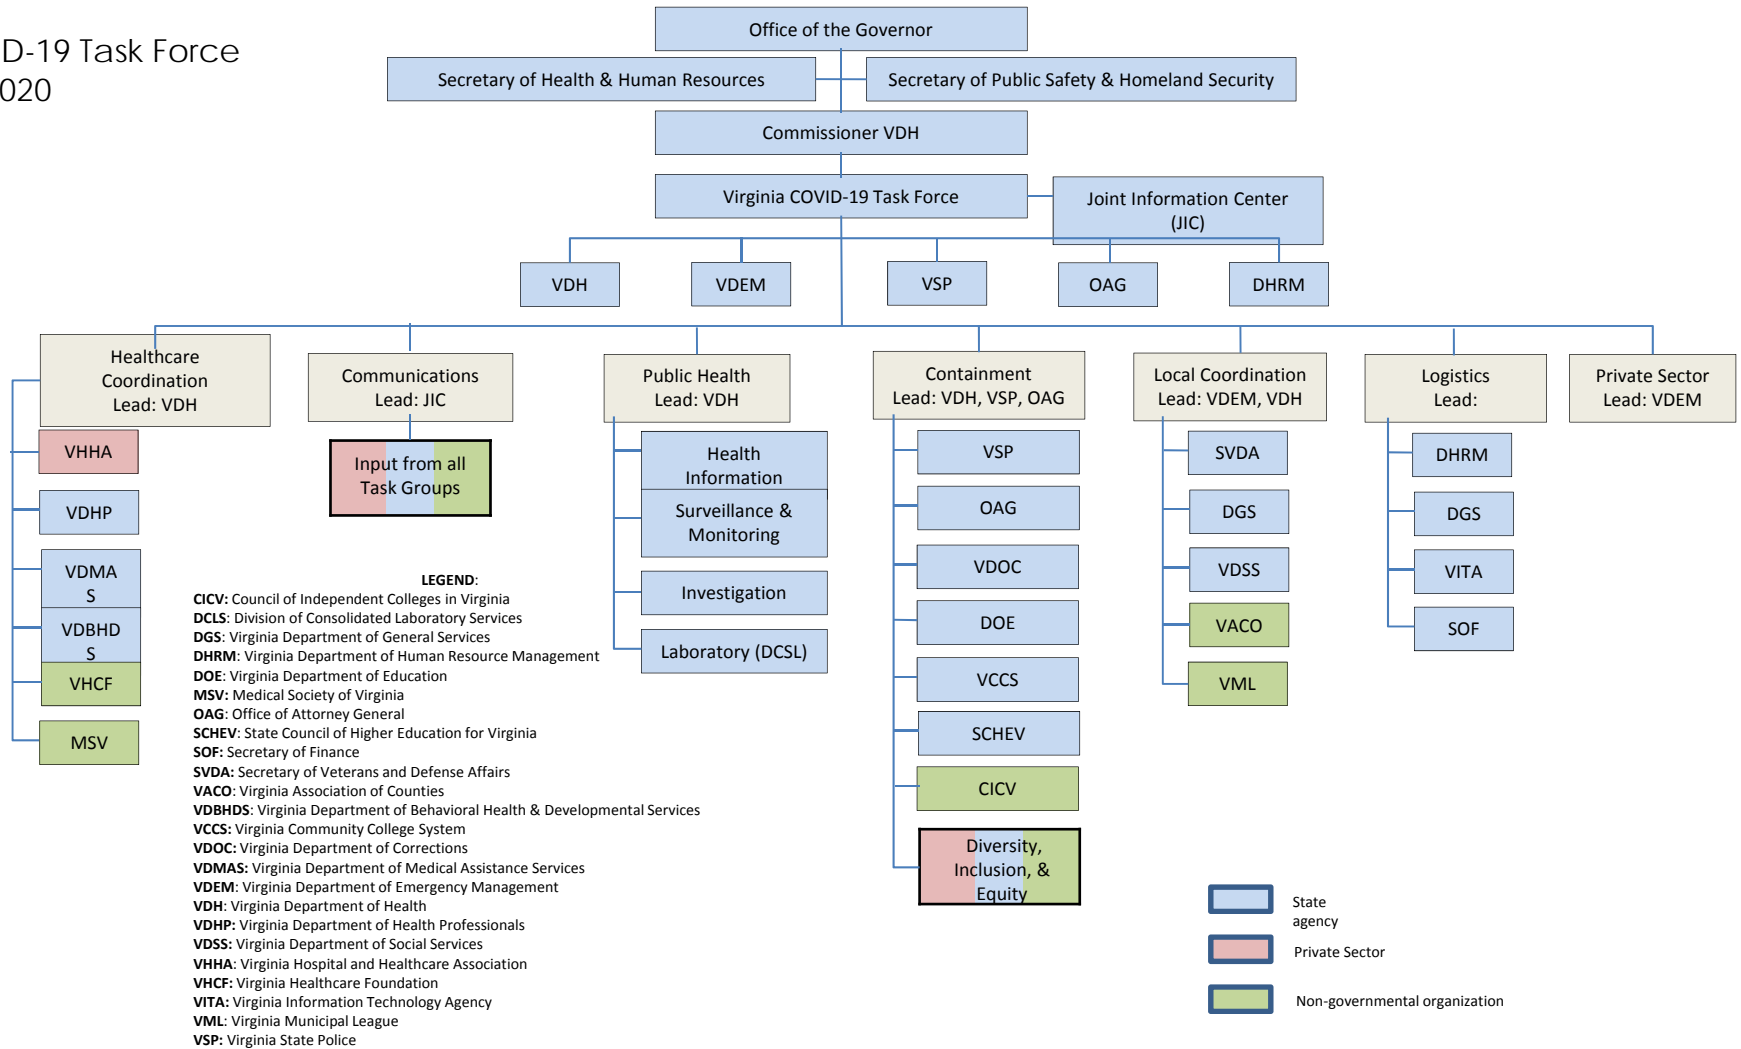 D-19 Task Force
020
Office of the Governor
Secretary of Health & Human Resources
Secretary of Public Safety & Homeland Security
Commissioner VDH
Virginia COVID-19 Task Force
Joint Information Center
(JIC)
VDH
VDEM
VSP
OAG
DHRM
Healthcare
Coordination
Lead: VDH
VHHA
VDHP
VDMA
S
VDBHD
S
VHCF
MSV
Communications
Lead: JIC
Input from all
Task Groups
Public Health
Lead: VDH
Health
Information
Surveillance &
Monitoring
Investigation
Laboratory (DCSL)
Containment
Lead: VDH, VSP, OAG
VSP
OAG
VDOC
DOE
VCCS
SCHEV
CICV
Diversity,
Inclusion, &
Equity
Local Coordination
Lead: VDEM, VDH
SVDA
DGS
VDSS
VACO
VML
Logistics
Lead:
DHRM
DGS
VITA
SOF
Private Sector
Lead: VDEM
LEGEND:
CICV: Council of Independent Colleges in Virginia
DCLS: Division of Consolidated Laboratory Services
DGS: Virginia Department of General Services
DHRM: Virginia Department of Human Resource Management
DOE: Virginia Department of Education
MSV: Medical Society of Virginia
OAG: Office of Attorney General
SCHEV: State Council of Higher Education for Virginia
SOF: Secretary of Finance
SVDA: Secretary of Veterans and Defense Affairs
VACO: Virginia Association of Counties
VDBHDS: Virginia Department of Behavioral Health & Developmental Services
VCCS: Virginia Community College System
VDOC: Virginia Department of Corrections
VDMAS: Virginia Department of Medical Assistance Services
VDEM: Virginia Department of Emergency Management
VDH: Virginia Department of Health
VDHP: Virginia Department of Health Professionals
VDSS: Virginia Department of Social Services
VHHA: Virginia Hospital and Healthcare Association
VHCF: Virginia Healthcare Foundation
VITA: Virginia Information Technology Agency
VML: Virginia Municipal League
VSP: Virginia State Police
State
agency
Private Sector
Non-governmental organization